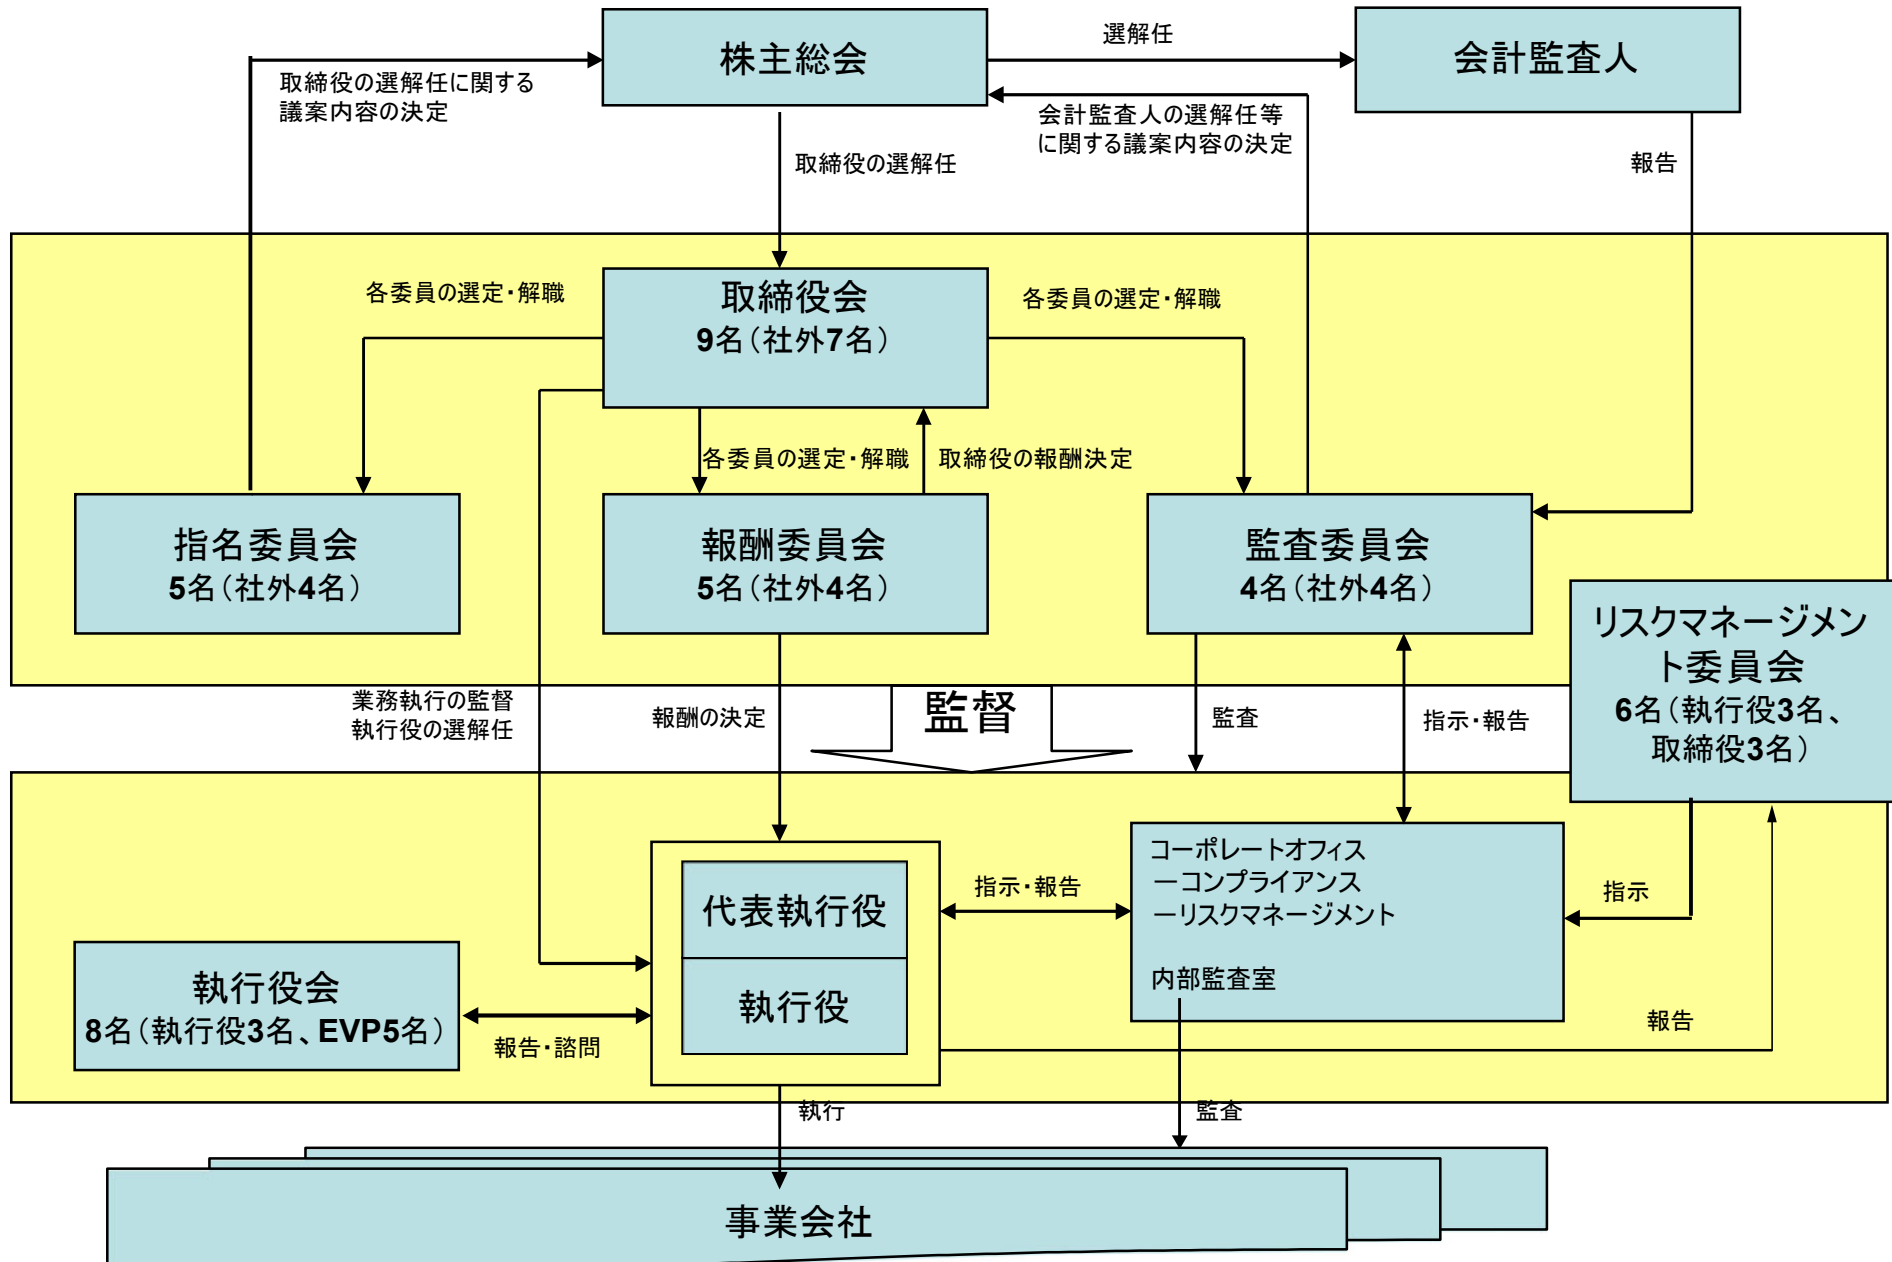 株主総会
選解任
会計監査人
取締役の選解任に関する
議案内容の決定
会計監査人の選解任等
に関する議案内容の決定
取締役の選解任
報告
各委員の選定・解職
取締役会
9名（社外7名）
各委員の選定・解職
各委員の選定・解職
取締役の報酬決定
指名委員会
5名（社外4名）
報酬委員会
5名（社外4名）
監査委員会
4名（社外4名）
リスクマネージメン
ト委員会
6名（執行役3名、
取締役3名）
業務執行の監督
執行役の選解任
報酬の決定
監督
監査
指示・報告
コーポレートオフィス
－コンプライアンス
－リスクマネージメント
内部監査室
指示・報告
指示
代表執行役
執行役
執行役会
8名（執行役3名、EVP5名）
報告・諮問
報告
執行
監査
事業会社